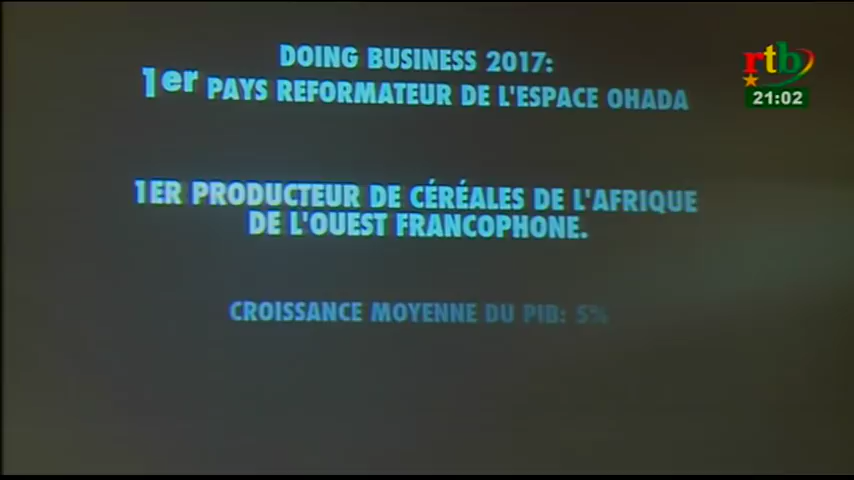 DOING BUSINESS 2017:
1er PAYS REFORMATEUR DE L'ESPACE OHADA
1ER PRODUCTEUR DE CÉRÉALES DE L'AFRIQUE
DE L'OUEST FRANCOPHONE.
CROISSANCE MOYENNE DU PIB: 5%
rtb
21:02